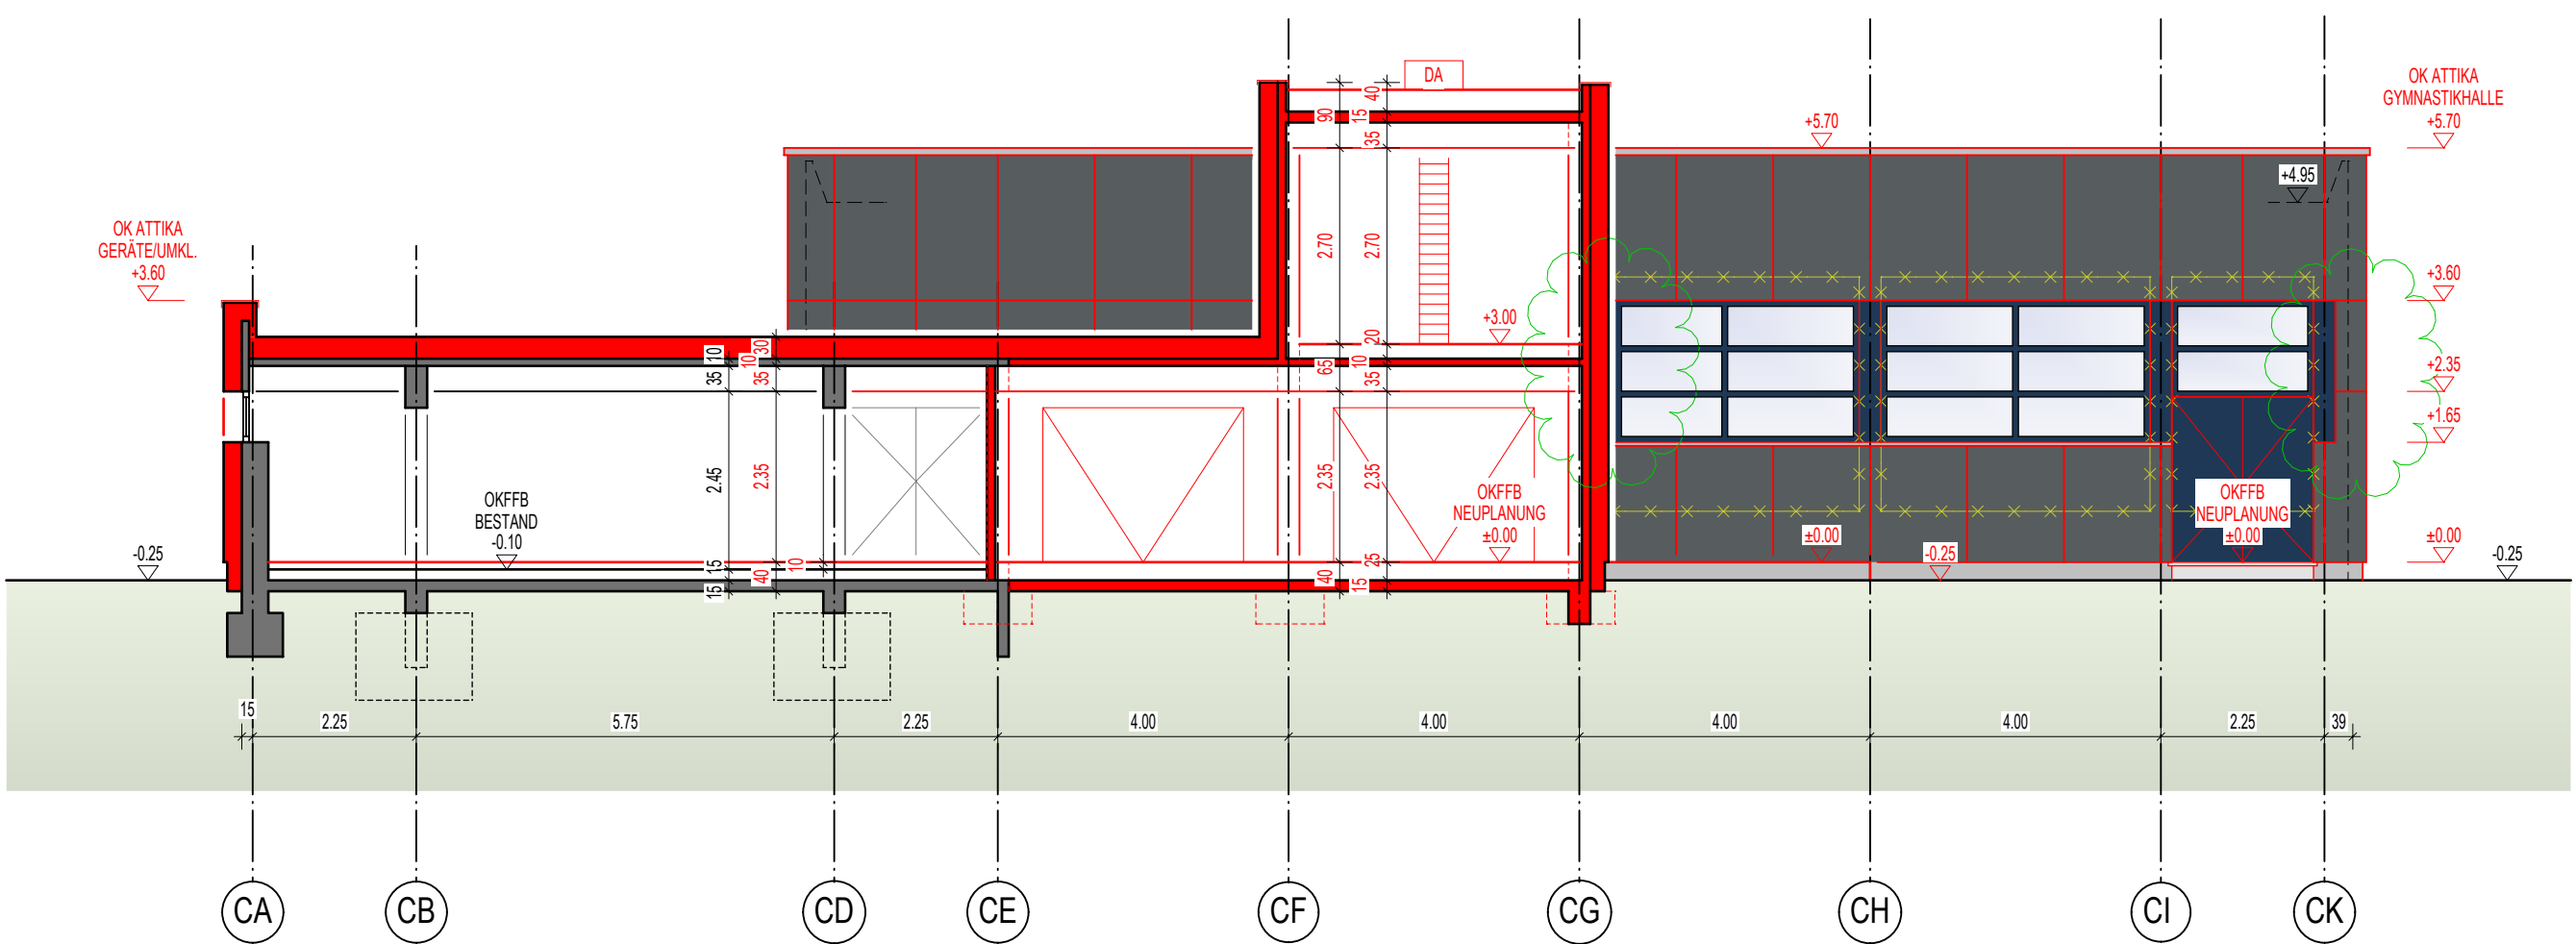 DA
OK ATTIKA
GYMNASTIKHALLE
+5.70
+5.70
40
90
15
35
+4.95
OK ATTIKA
GERÄTE/UMKL.
+3.60
2.70
2.70
+3.60
+3.00
20
10
10
30
35
35
65
10
35
+2.35
+1.65
2.45
2.35
2.35
2.35
OKFFB
BESTAND
-0.10
OKFFB
NEUPLANUNG
±0.00
OKFFB
NEUPLANUNG
±0.00
±0.00
±0.00
-0.25
-0.25
-0.25
15
40
10
15
40
25
15
15
2.25
5.75
2.25
4.00
4.00
4.00
4.00
2.25
39
CA
CB
CD
CE
CF
CG
CH
CI
CK